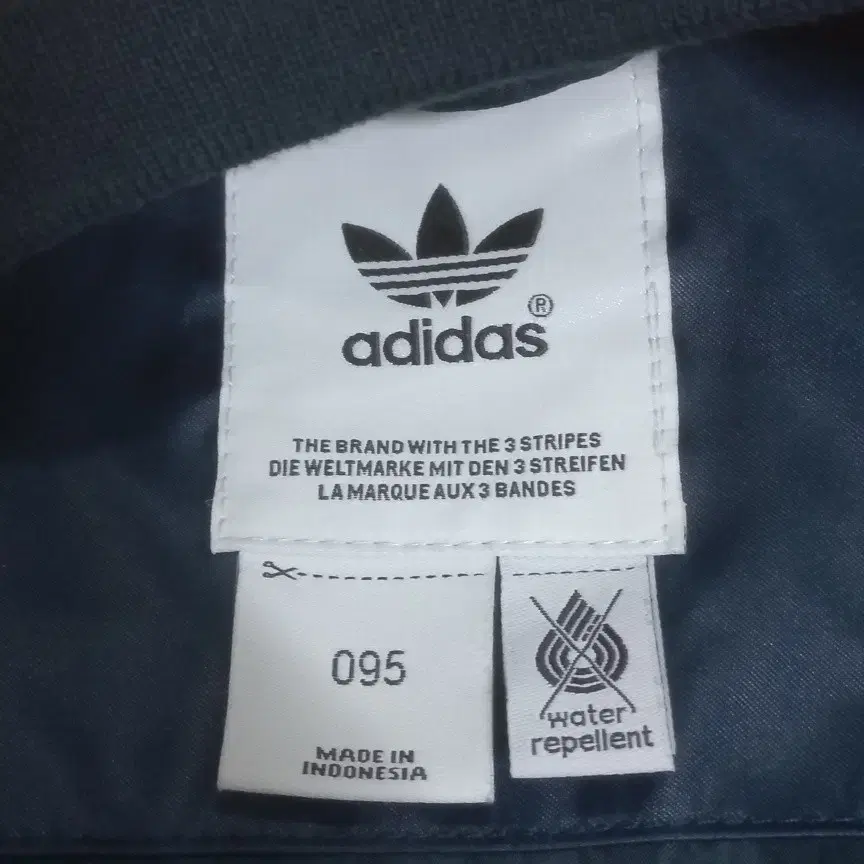 adidas®
THE BRAND WITH THE 3 STRIPES
DIE WELTMARKE MIT DEN 3 STREIFEN
LA MARQUE AUX 3 BANDES
095
MADE IN
INDONESIA
water
repellent